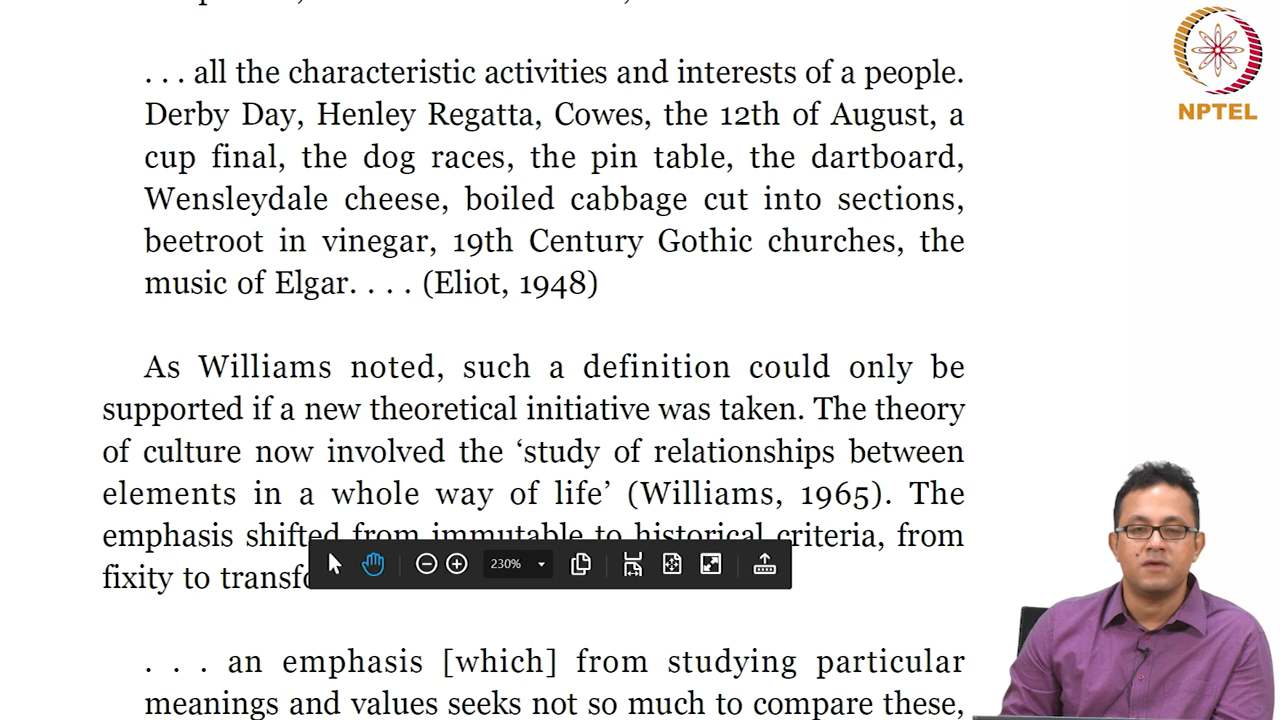 . . . all the characteristic activities and interests of a people.
Derby Day, Henley Regatta, Cowes, the 12th of August, a
cup final, the dog races, the pin table, the dartboard,
Wensleydale cheese, boiled cabbage cut into sections,
beetroot in vinegar, 19th Century Gothic churches, the
music of Elgar. . . . (Eliot, 1948)
As Williams noted, such a definition could only be
supported if a new theoretical initiative was taken. The theory
of culture now involved the ‘study of relationships between
elements in a whole way of life’ (Williams, 1965). The
emphasis shifted from immutable to historical criteria, from
fixity to
. . . an emphasis [which] from studying particular
meanings and values seeks not so much to compare these,
230%
NPTEL